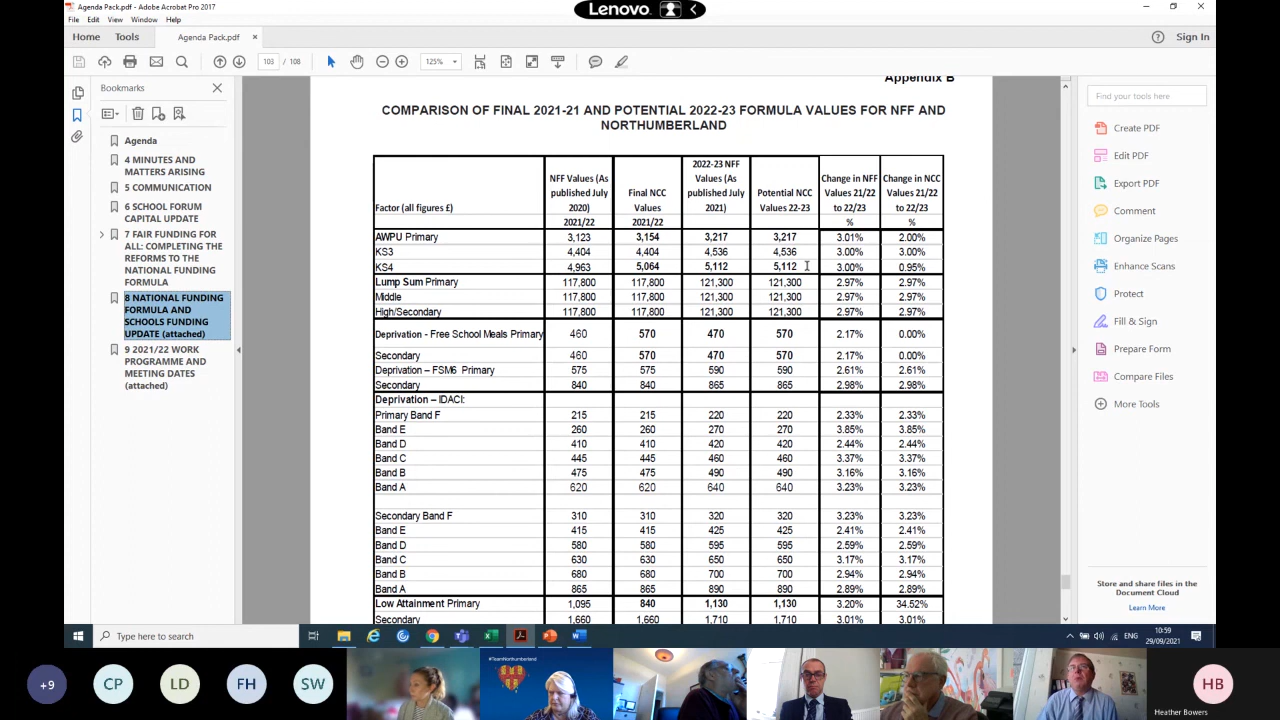 Agenda Pack.pdf - Adobe Acrobat Pro 2017
Lenovo
File Edit View Window Help
Home Tools Agenda Pack.pdf × Sign In
103 / 108 125%
Bookmarks
Agenda
4 MINUTES AND
MATTERS ARISING
5 COMMUNICATION
6 SCHOOL FORUM
CAPITAL UPDATE
7 FAIR FUNDING FOR
ALL: COMPLETING THE
REFORMS TO THE
NATIONAL FUNDING
FORMULA
8 NATIONAL FUNDING
FORMULA AND
SCHOOLS FUNDING
UPDATE (attached)
9 2021/22 WORK
PROGRAMME AND
MEETING DATES
(attached)
Appendix B
COMPARISON OF FINAL 2021-21 AND POTENTIAL 2022-23 FORMULA VALUES FOR NFF AND
NORTHUMBERLAND
2022-23 NFF
NFF Values (As Values (As Change in NFF Change in NCC
published July Final NCC published July Potential NCC Values 21/22 Values 21/22
Factor (all figures £) 2020) Values 2021) Values 22-23 to 22/23 to 22/23
2021/22 2021/22 % %
AWPU Primary 3,123 3,154 3,217 3,217 3.01% 2.00%
KS3 4,404 4,404 4,536 4,536 3.00% 3.00%
KS4 4,963 5,064 5,112 5,112 3.00% 0.95%
Lump Sum Primary 117,800 117,800 121,300 121,300 2.97% 2.97%
Middle 117,800 117,800 121,300 121,300 2.97% 2.97%
High/Secondary 117,800 117,800 121,300 121,300 2.97% 2.97%
Deprivation - Free School Meals Primary 460 570 470 570 2.17% 0.00%
Secondary 460 570 470 570 2.17% 0.00%
Deprivation – FSM6 Primary 575 575 590 590 2.61% 2.61%
Secondary 840 840 865 865 2.98% 2.98%
Deprivation – IDACI:
Primary Band F 215 215 220 220 2.33% 2.33%
Band E 260 260 270 270 3.85% 3.85%
Band D 410 410 420 420 2.44% 2.44%
Band C 445 445 460 460 3.37% 3.37%
Band B 475 475 490 490 3.16% 3.16%
Band A 620 620 640 640 3.23% 3.23%
Secondary Band F 310 310 320 320 3.23% 3.23%
Band E 415 415 425 425 2.41% 2.41%
Band D 580 580 595 595 2.59% 2.59%
Band C 630 630 650 650 3.17% 3.17%
Band B 680 680 700 700 2.94% 2.94%
Band A 865 865 890 890 2.89% 2.89%
Low Attainment Primary 1,095 840 1,130 1,130 3.20% 34.52%
Secondary 1,660 1,660 1,710 1,710 3.01% 3.01%
Find your tools here
Create PDF
Edit PDF
Export PDF
Comment
Organize Pages
Enhance Scans
Protect
Fill & Sign
Prepare Form
Compare Files
More Tools
Store and share files in the
Document Cloud
Learn More
Type here to search
ENG
10:59
29/09/2021
+9 CP LD FH SW
#TeamNorthumberland
HB
Heather Bowers